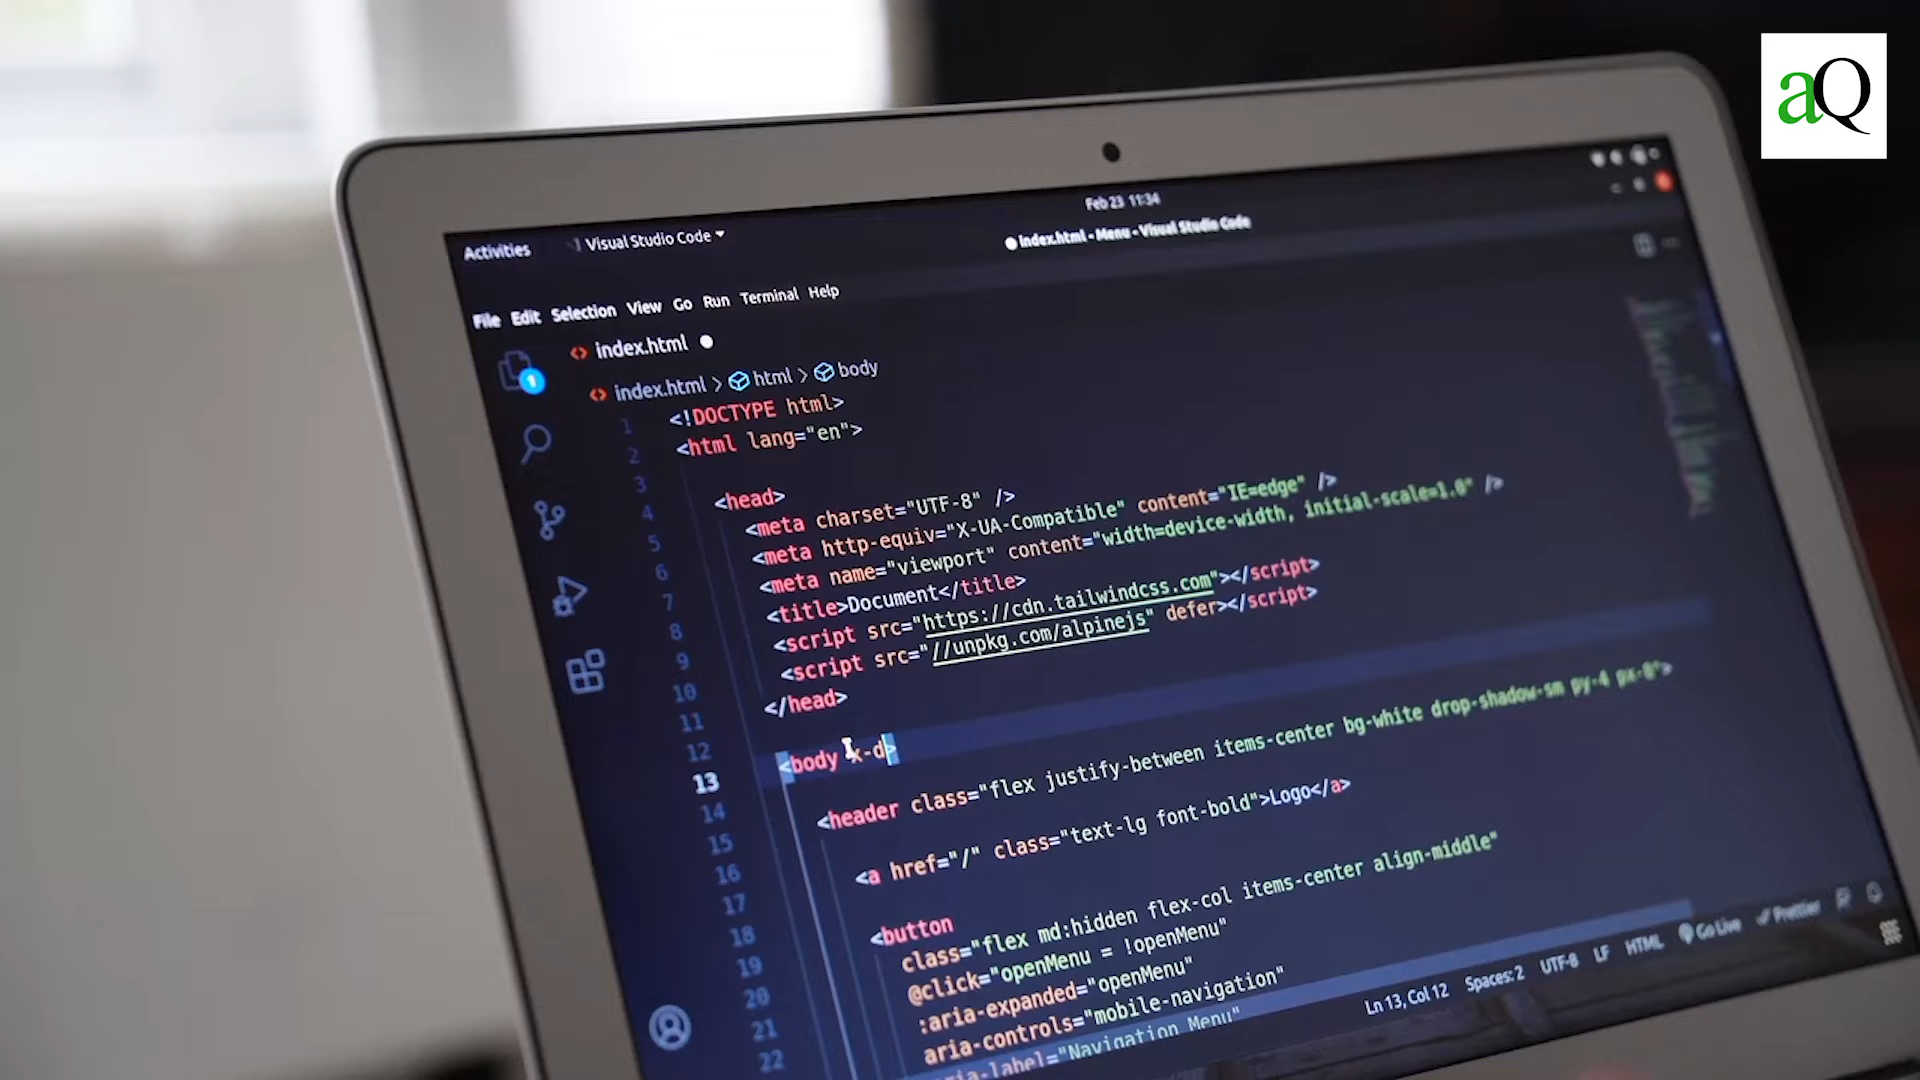 aQ
Feb 23 11:34
Activities Visual Studio Code
index.html - Menu - Visual Studio Code
File Edit Selection View Go Run Terminal Help
index.html
1
index.html > html > body
1 <!DOCTYPE html>
2 <html lang="en">
3
4 <head>
5 <meta charset="UTF-8" />
6 <meta http-equiv="X-UA-Compatible" content="IE=edge" />
7 <meta name="viewport" content="width=device-width, initial-scale=1.0" />
8 <title>Document</title>
9 <script src="https://cdn.tailwindcss.com"></script>
10 <script src="//unpkg.com/alpinejs" defer></script>
11 </head>
12
13 <body x-d>
14 <header class="flex justify-between items-center bg-white drop-shadow-sm py-4 px-8">
15
16 <a href="/" class="text-lg font-bold">Logo</a>
17
18 <button
19 class="flex md:hidden flex-col items-center align-middle"
20 @click="openMenu = !openMenu"
21 :aria-expanded="openMenu"
22 aria-controls="mobile-navigation"
aria-label="Navigation Menu"
Ln 13, Col 12 Spaces: 2 UTF-8 LF HTML Go Live Prettier